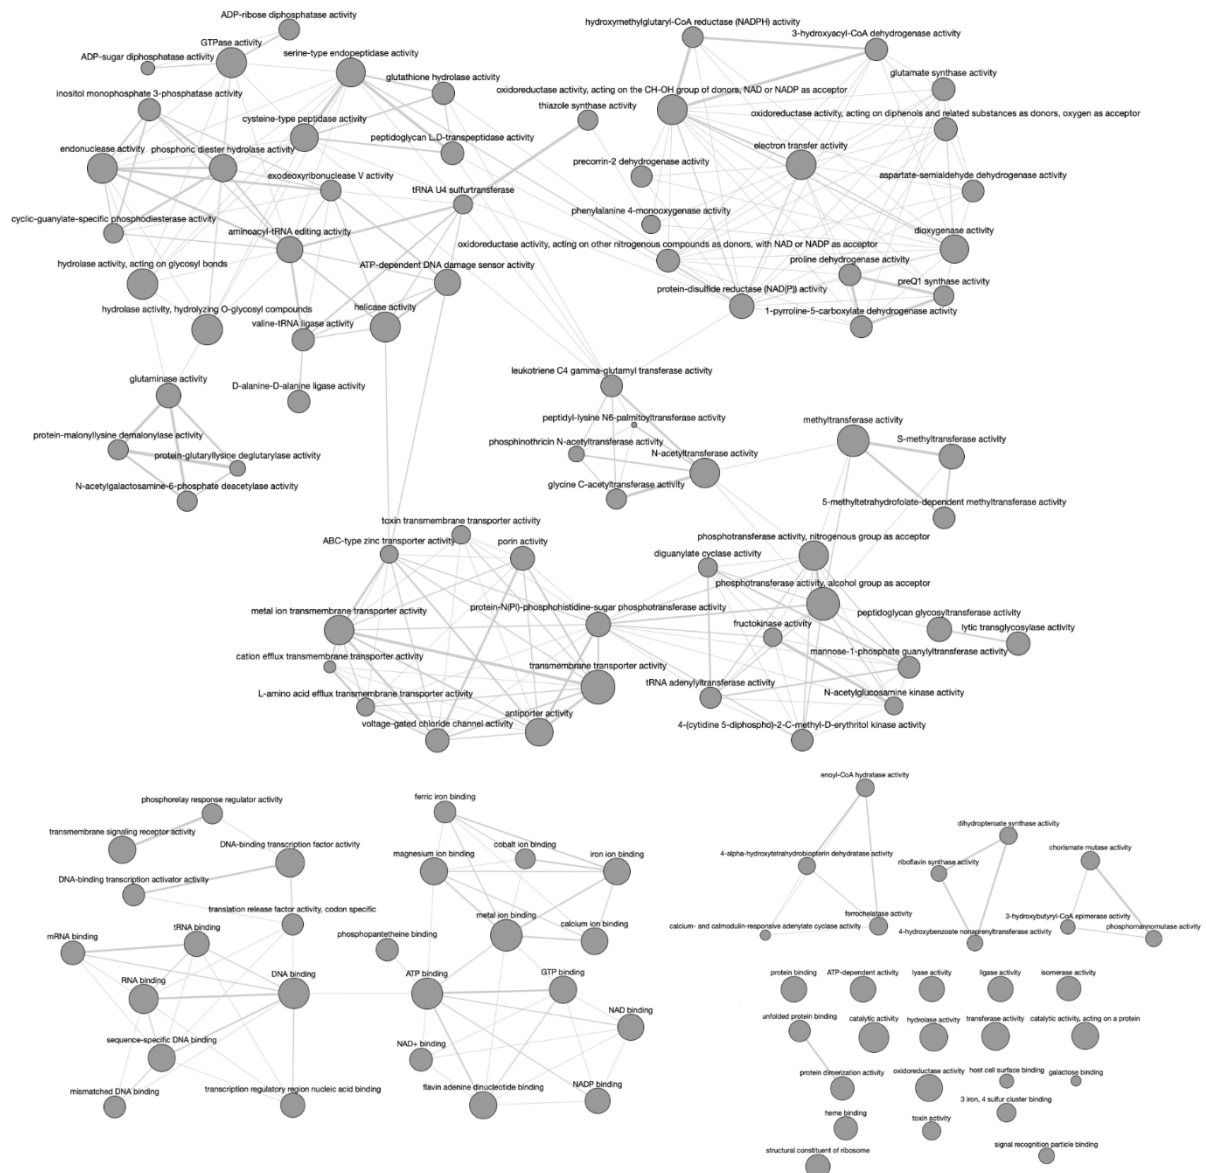 ADP-ribose diphosphatase activity
GTPase activity
ADP-sugar diphosphatase activity
serine-type endopeptidase activity
glutathione hydrolase activity
inositol monophosphate 3-phosphatase activity
cysteine-type peptidase activity
peptidoglycan L,D-transpeptidase activity
endonuclease activity
phosphoric diester hydrolase activity
exodeoxyribonuclease V activity
tRNA U4 sulfurtransferase
cyclic-guanylate-specific phosphodiesterase activity
aminoacyl-tRNA editing activity
hydrolase activity, acting on glycosyl bonds
ATP-dependent DNA damage sensor activity
hydrolase activity, hydrolyzing O-glycosyl compounds
helicase activity
valine-tRNA ligase activity
D-alanine-D-alanine ligase activity
glutaminase activity
protein-malonyllysine demalonylase activity
protein-glutaryllysine deglutarylase activity
N-acetylgalactosamine-6-phosphate deacetylase activity
hydroxymethylglutaryl-CoA reductase (NADPH) activity
3-hydroxyacyl-CoA dehydrogenase activity
glutamate synthase activity
oxidoreductase activity, acting on the CH-OH group of donors, NAD or NADP as acceptor
thiazole synthase activity
oxidoreductase activity, acting on diphenols and related substances as donors, oxygen as acceptor
electron transfer activity
precorrin-2 dehydrogenase activity
aspartate-semialdehyde dehydrogenase activity
phenylalanine 4-monooxygenase activity
dioxygenase activity
oxidoreductase activity, acting on other nitrogenous compounds as donors, with NAD or NADP as acceptor
proline dehydrogenase activity
preQ1 synthase activity
protein-disulfide reductase (NAD(P)) activity
1-pyrroline-5-carboxylate dehydrogenase activity
leukotriene C4 gamma-glutamyl transferase activity
peptidyl-lysine N6-palmitoyltransferase activity
phosphinothricin N-acetyltransferase activity
N-acetyltransferase activity
glycine C-acetyltransferase activity
methyltransferase activity
S-methyltransferase activity
5-methyltetrahydrofolate-dependent methyltransferase activity
toxin transmembrane transporter activity
ABC-type zinc transporter activity
porin activity
metal ion transmembrane transporter activity
protein-N(PI)-phosphohistidine-sugar phosphotransferase activity
cation efflux transmembrane transporter activity
transmembrane transporter activity
L-amino acid efflux transmembrane transporter activity
antiporter activity
voltage-gated chloride channel activity
phosphotransferase activity, nitrogenous group as acceptor
diguanylate cyclase activity
phosphotransferase activity, alcohol group as acceptor
peptidoglycan glycosyltransferase activity
fructokinase activity
lytic transglycosylase activity
mannose-1-phosphate guanylyltransferase activity
tRNA adenylyltransferase activity
N-acetylglucosamine kinase activity
4-(cytidine 5-diphospho)-2-C-methyl-D-erythritol kinase activity
phosphorelay response regulator activity
transmembrane signaling receptor activity
DNA-binding transcription factor activity
DNA-binding transcription activator activity
translation release factor activity, codon specific
tRNA binding
mRNA binding
RNA binding
DNA binding
sequence-specific DNA binding
mismatched DNA binding
transcription regulatory region nucleic acid binding
ferric iron binding
cobalt ion binding
magnesium ion binding
iron ion binding
metal ion binding
calcium ion binding
phosphopantetheine binding
ATP binding
GTP binding
NAD binding
NAD+ binding
flavin adenine dinucleotide binding
NADP binding
enoyl-CoA hydratase activity
4-alpha-hydroxytetrahydrobiopterin dehydratase activity
ferrochelatase activity
calcium- and calmodulin-responsive adenylate cyclase activity
dihydropteroate synthase activity
riboflavin synthase activity
4-hydroxybenzoate nonaprenyltransferase activity
chorismate mutase activity
3-hydroxybutyryl-CoA epimerase activity
phosphomannomutase activity
protein binding
ATP-dependent activity
lyase activity
ligase activity
isomerase activity
unfolded protein binding
catalytic activity
hydrolase activity
transferase activity
catalytic activity, acting on a protein
protein dimerization activity
oxidoreductase activity
host cell surface binding
galactose binding
3 iron, 4 sulfur cluster binding
heme binding
toxin activity
signal recognition particle binding
structural constituent of ribosome